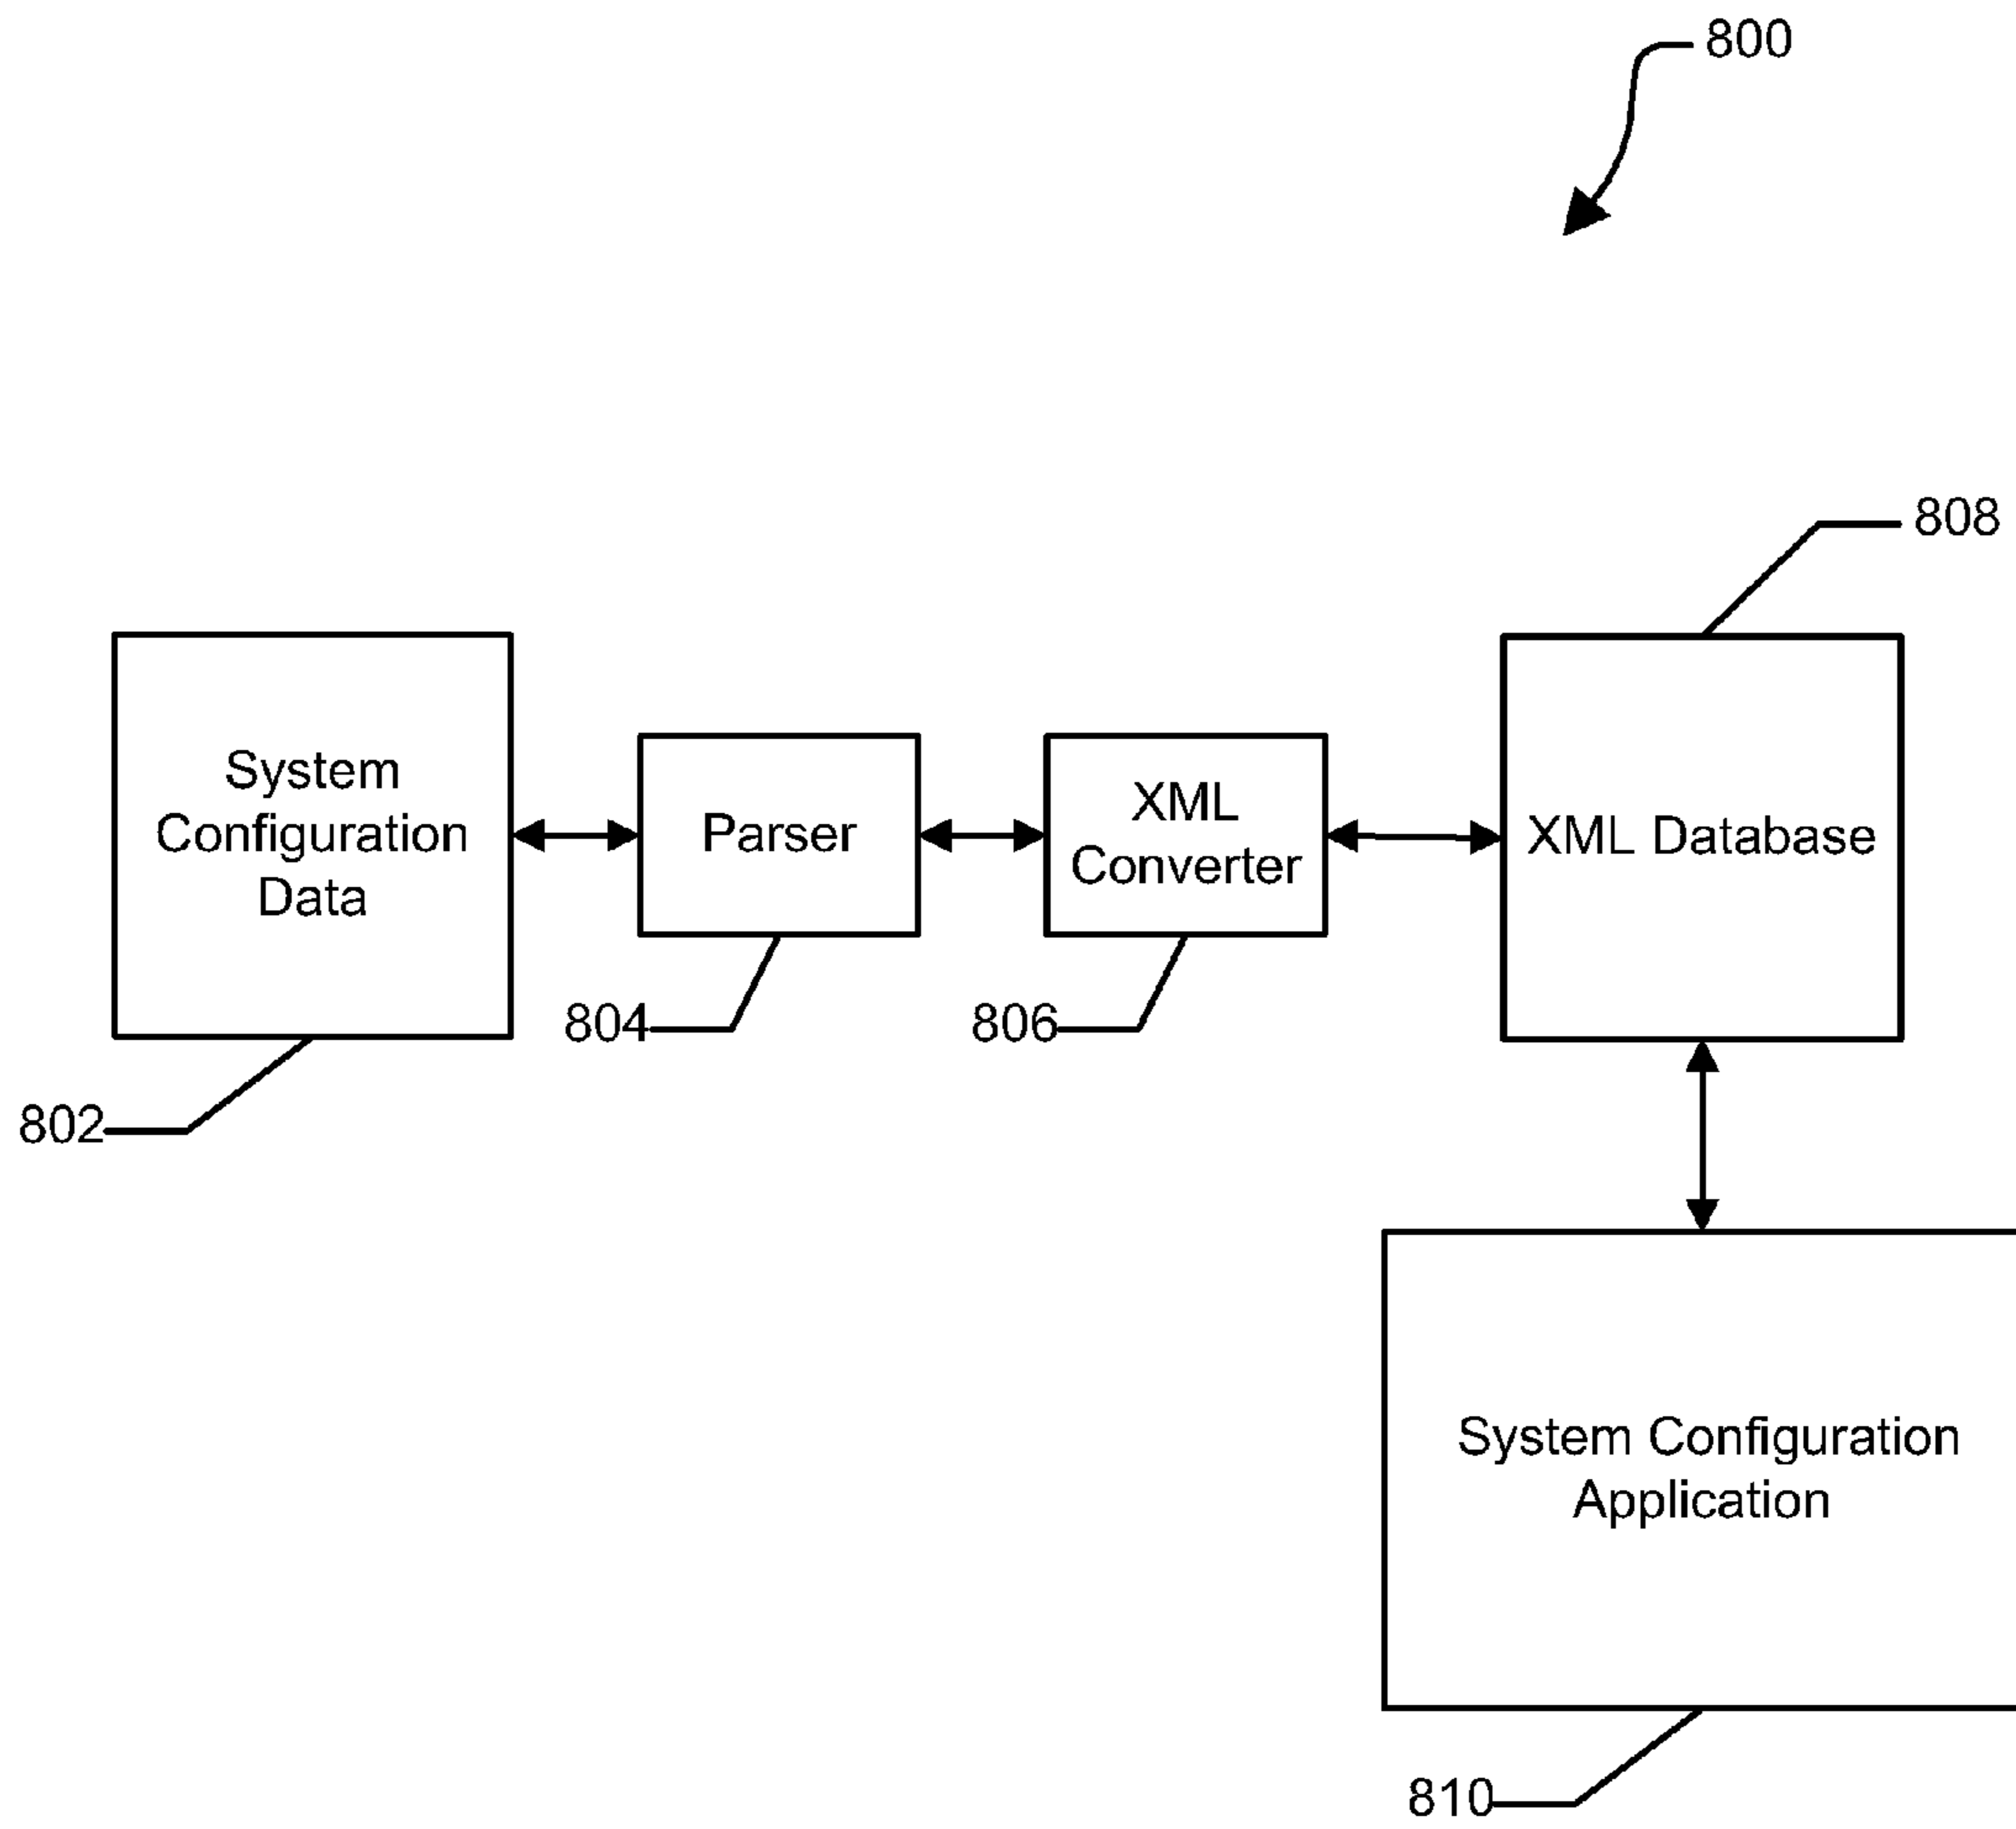 800
808
System
Configuration
Data
Parser
XML
Converter
XML Database
804
806
802
System Configuration
Application
810